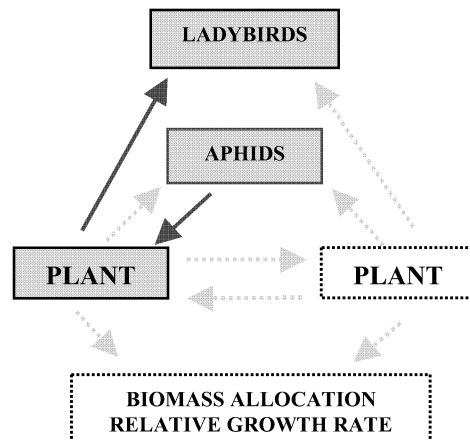 LADYBIRDS
APHIDS
PLANT
PLANT
BIOMASS ALLOCATION
RELATIVE GROWTH RATE